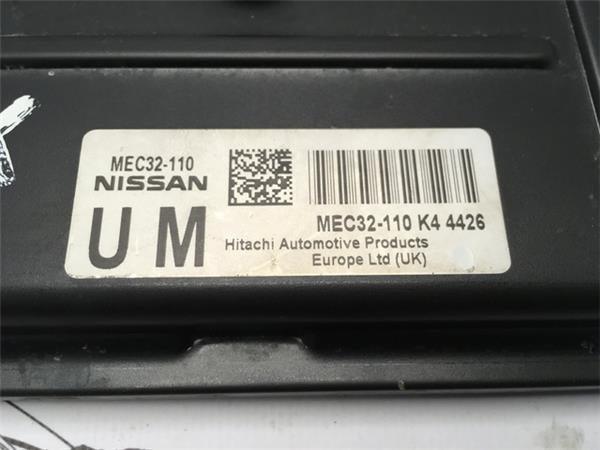 MEC32-110
NISSAN
U M
MEC32-110 K4 4426
Hitachi Automotive Products
Europe Ltd (UK)